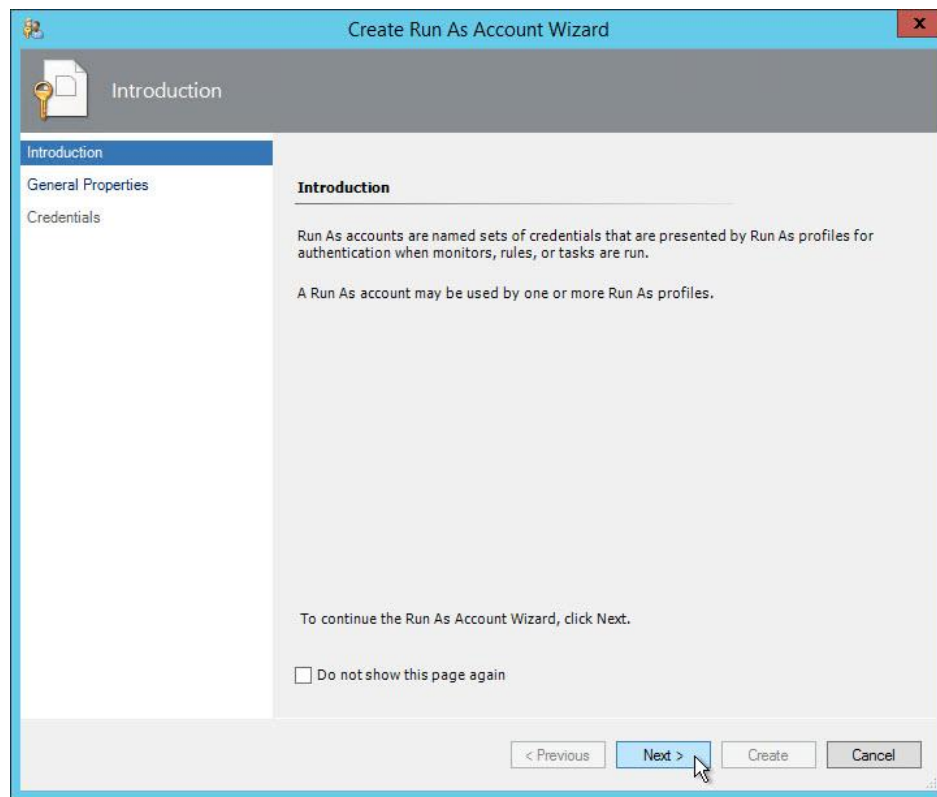 Create Run As Account Wizard
x
Introduction
Introduction
General Properties
Credentials
Introduction
Run As accounts are named sets of credentials that are presented by Run As profiles for
authentication when monitors, rules, or tasks are run.
A Run As account may be used by one or more Run As profiles.
To continue the Run As Account Wizard, click Next.
Do not show this page again
< Previous
Next >
Create
Cancel